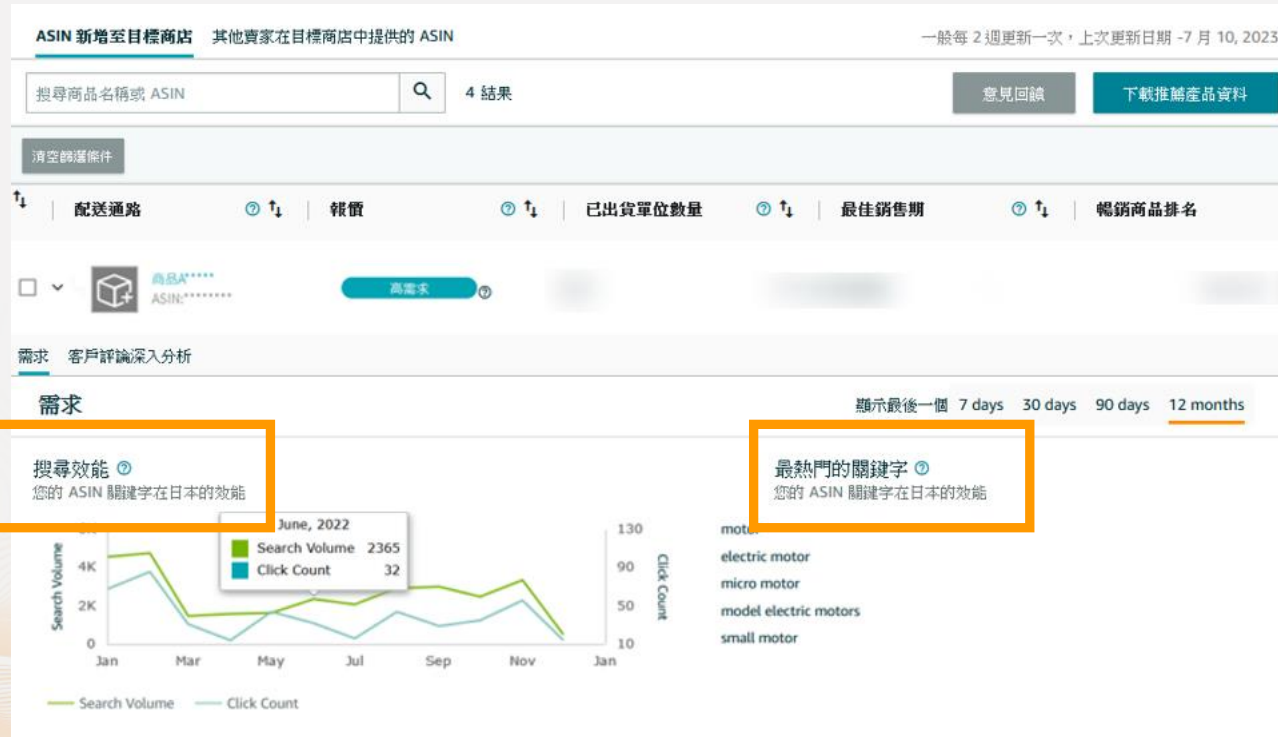 ASIN 新增至目標商店 其他賣家在目標商店中提供的 ASIN 一般每 2 週更新一次，上次更新日期 -7 月 10, 2023
搜尋商品名稱或 ASIN 4 結果 意見回饋 下載推薦產品資料
清空篩選條件
配送通路 報價 已出貨單位數量 最佳銷售期 暢銷商品排名
商品A*****
ASIN:********
高需求
需求 客戶評論深入分析
需求 顯示最後一個 7 days 30 days 90 days 12 months
搜尋效能 最熱門的關鍵字
您的 ASIN 關鍵字在日本的效能 您的 ASIN 關鍵字在日本的效能
June, 2022
Search Volume 2365
Click Count 32
Search Volume
4K
2K
0
130
90
50
10
Click Count
Jan Mar May Jul Sep Nov Jan
Search Volume Click Count
motor
electric motor
micro motor
model electric motors
small motor